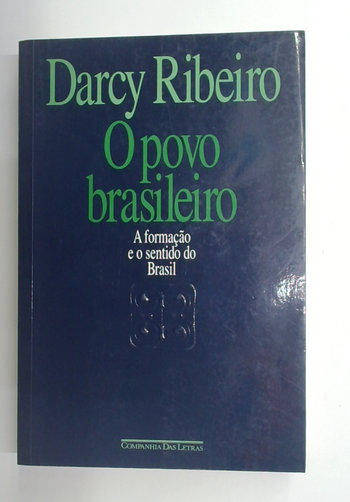 Darcy Ribeiro
O povo
brasileiro
A formação
e o sentido do
Brasil
COMPANHIA DAS LETRAS